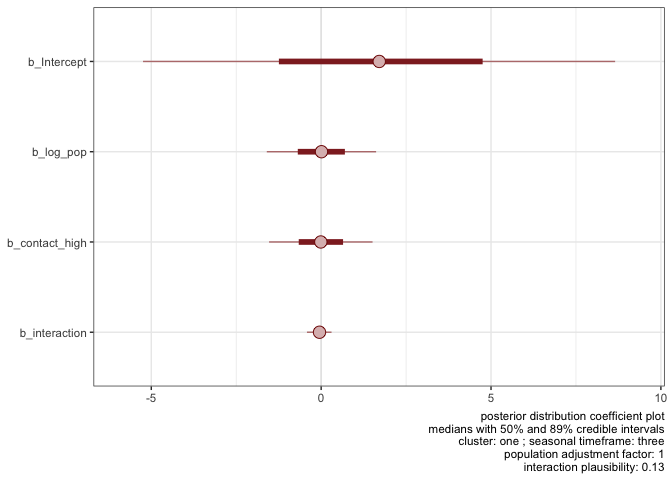 b_Intercept
b_log_pop
b_contact_high
b_interaction
-5 0 5 10
posterior distribution coefficient plot
medians with 50% and 89% credible intervals
cluster: one ; seasonal timeframe: three
population adjustment factor: 1
interaction plausibility: 0.13